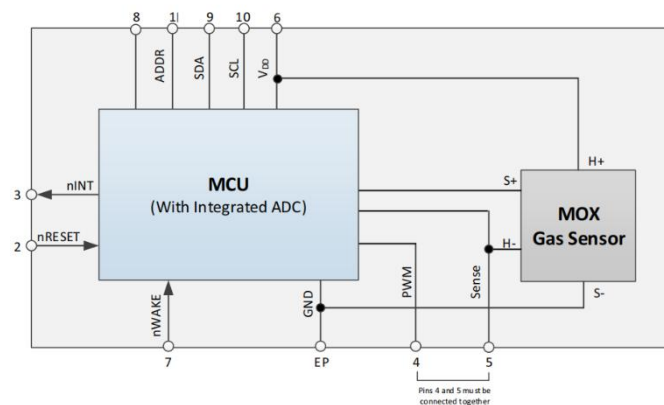 8 1 9 10 6
ADDR
SDA
SCL
VDD
H+
MCU
(With Integrated ADC)
S+
MOX
Gas Sensor
3
nINT
2
nRESET
H-
S-
nWAKE
GND
PWM
Sense
7 EP 4 5
Pins 4 and 5 must be
connected together